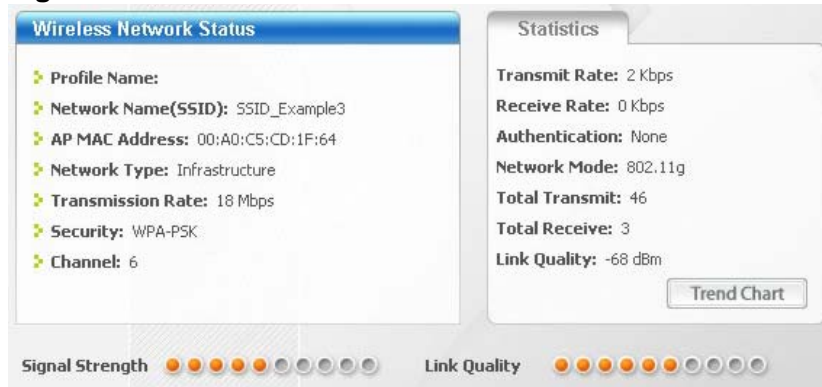 Wireless Network Status
Profile Name:
Network Name(SSID): SSID_Example3
AP MAC Address: 00:A0:C5:CD:1F:64
Network Type: Infrastructure
Transmission Rate: 18 Mbps
Security: WPA-PSK
Channel: 6
Statistics
Transmit Rate: 2 Kbps
Receive Rate: 0 Kbps
Authentication: None
Network Mode: 802.11g
Total Transmit: 46
Total Receive: 3
Link Quality: -68 dBm
Trend Chart
Signal Strength
Link Quality